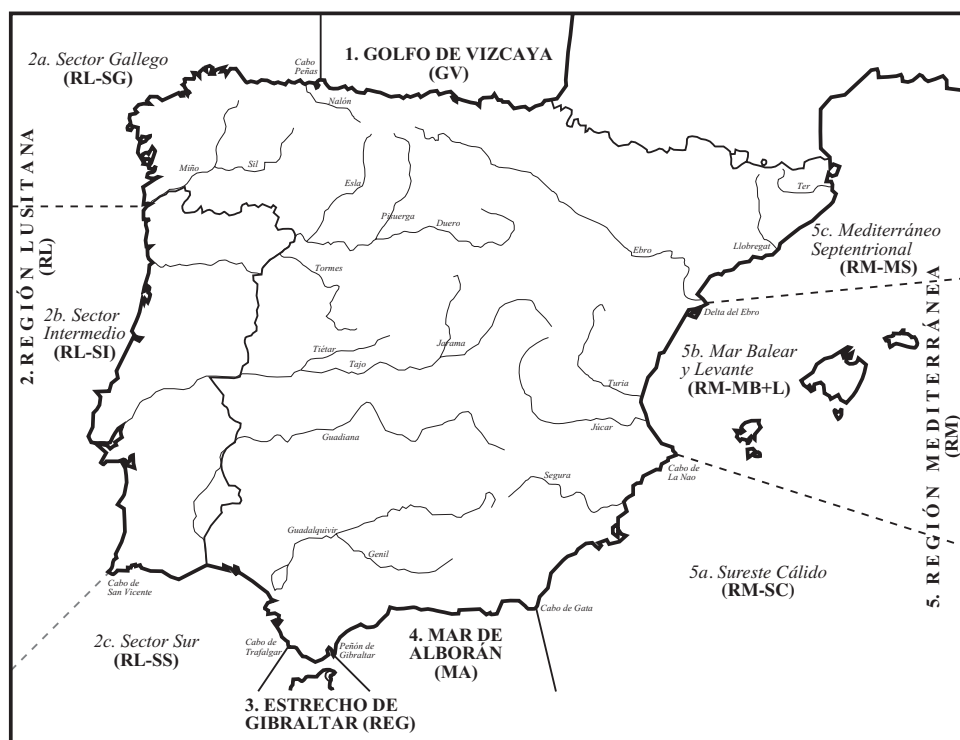 2a. Sector Gallego
(RL-SG)
Cabo
Peñas
1. GOLFO DE VIZCAYA
(GV)
Nalón
Miño
Sil
Esla
Pisuerga
Duero
Ebro
Ter
Llobregat
2. REGIÓN LUSITANA
(RL)
5c. Mediterráneo
Septentrional
(RM-MS)
Tormes
Delta del Ebro
2b. Sector
Intermedio
(RL-SI)
Tiétar
Tajo
Jarama
Turia
5b. Mar Balear
y Levante
(RM-MB+L)
5. REGIÓN MEDITERRÁNEA
(RM)
Júcar
Guadiana
Cabo de
La Nao
Segura
Guadalquivir
Genil
5a. Sureste Cálido
(RM-SC)
Cabo de
San Vicente
Cabo de Gata
2c. Sector Sur
(RL-SS)
Cabo de
Trafalgar
Peñón de
Gibraltar
4. MAR DE
ALBORÁN
(MA)
3. ESTRECHO DE
GIBRALTAR (REG)